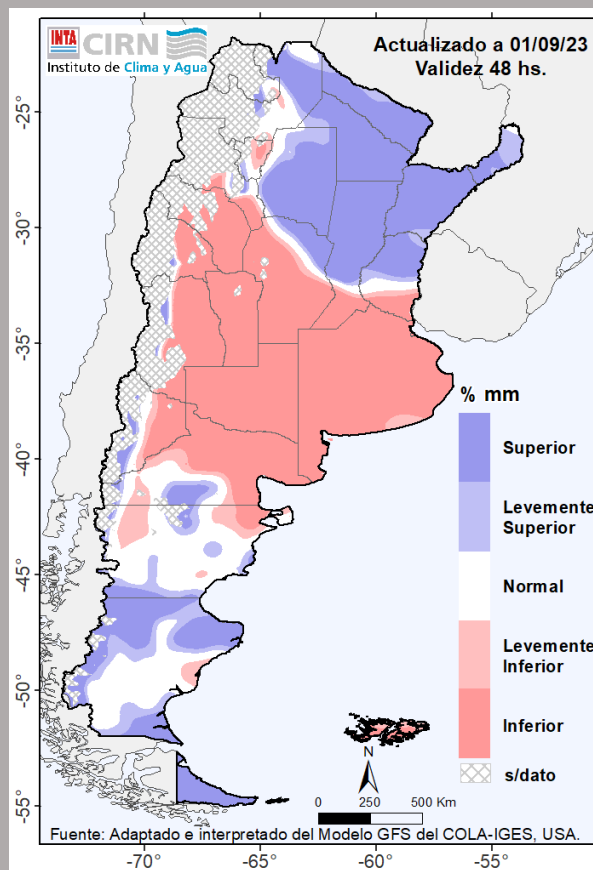 INTA CIRN
Instituto de Clima y Agua
Actualizado a 01/09/23
Validez 48 hs.
-25°
-30°
-35°
-40°
-45°
-50°
-55°
% mm
Superior
Levemente
Superior
Normal
Levemente
Inferior
Inferior
s/dato
N
0 250 500 Km
Fuente: Adaptado e interpretado del Modelo GFS del COLA-IGES, USA.
-70° -65° -60° -55°